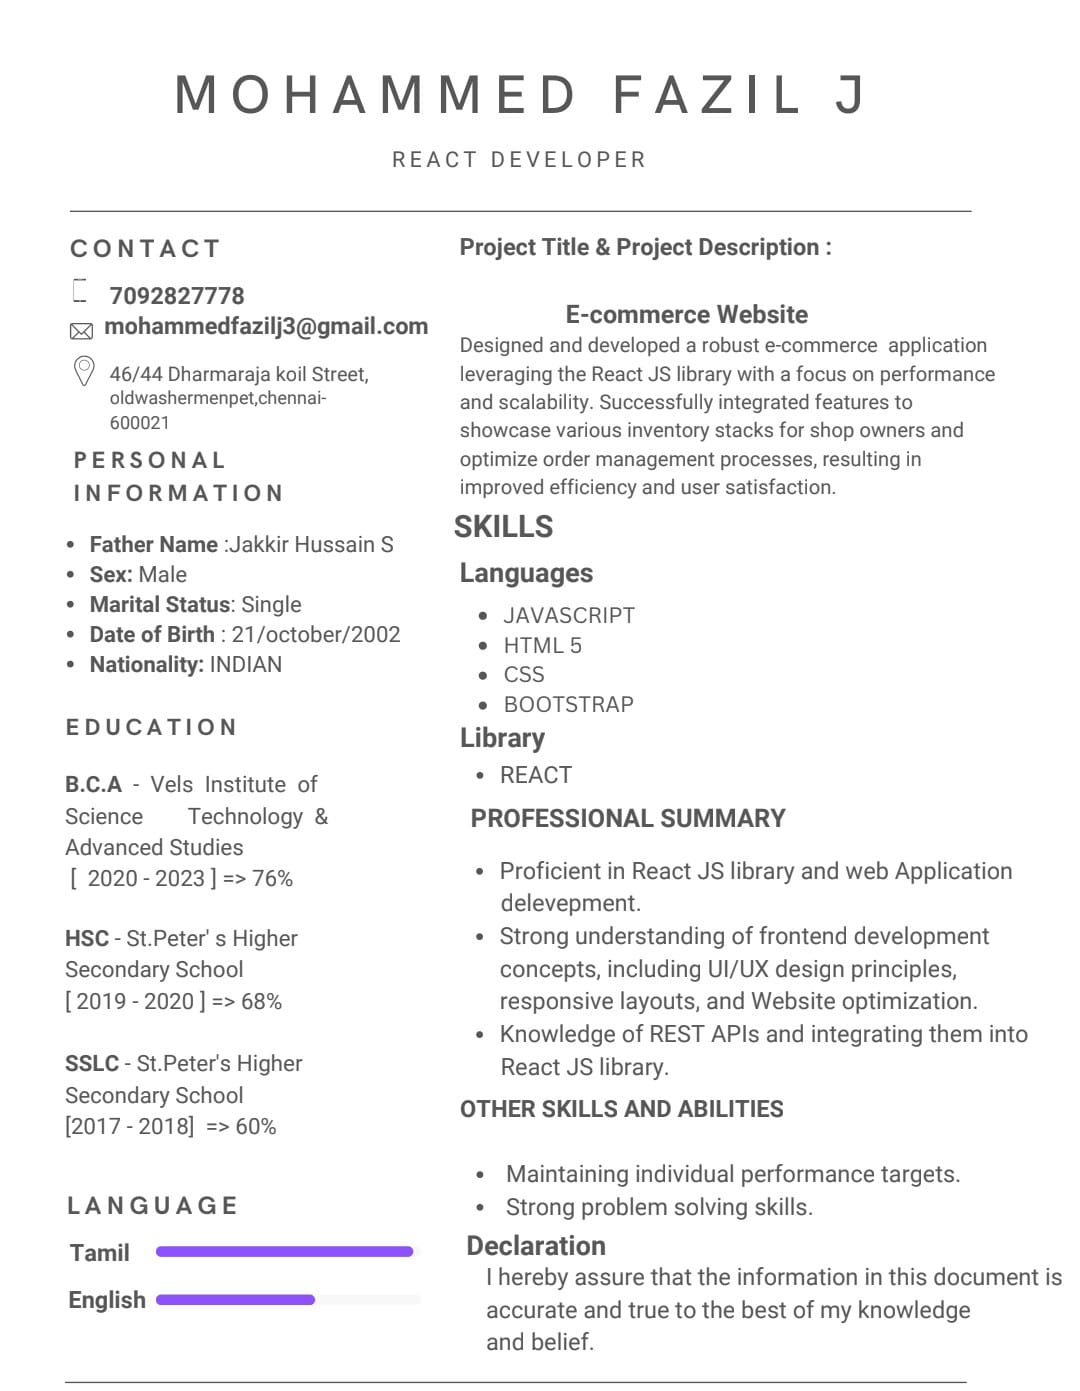 MOHAMMED FAZIL J
REACT DEVELOPER
CONTACT
7092827778
mohammedfazilj3@gmail.com
46/44 Dharmaraja koil Street,
oldwashermenpet,chennai-
600021
PERSONAL
INFORMATION
Father Name :Jakkir Hussain S
Sex: Male
Marital Status: Single
Date of Birth : 21/october/2002
Nationality: INDIAN
EDUCATION
B.C.A - Vels Institute of
Science Technology &
Advanced Studies
[ 2020 - 2023 ] => 76%
HSC - St.Peter' s Higher
Secondary School
[ 2019 - 2020 ] => 68%
SSLC - St.Peter's Higher
Secondary School
[2017 - 2018] => 60%
LANGUAGE
Tamil
English
Project Title & Project Description :
E-commerce Website
Designed and developed a robust e-commerce application
leveraging the React JS library with a focus on performance
and scalability. Successfully integrated features to
showcase various inventory stacks for shop owners and
optimize order management processes, resulting in
improved efficiency and user satisfaction.
SKILLS
Languages
JAVASCRIPT
HTML 5
CSS
BOOTSTRAP
Library
REACT
PROFESSIONAL SUMMARY
Proficient in React JS library and web Application
delevepment.
Strong understanding of frontend development
concepts, including UI/UX design principles,
responsive layouts, and Website optimization.
Knowledge of REST APIs and integrating them into
React JS library.
OTHER SKILLS AND ABILITIES
Maintaining individual performance targets.
Strong problem solving skills.
Declaration
I hereby assure that the information in this document is
accurate and true to the best of my knowledge
and belief.